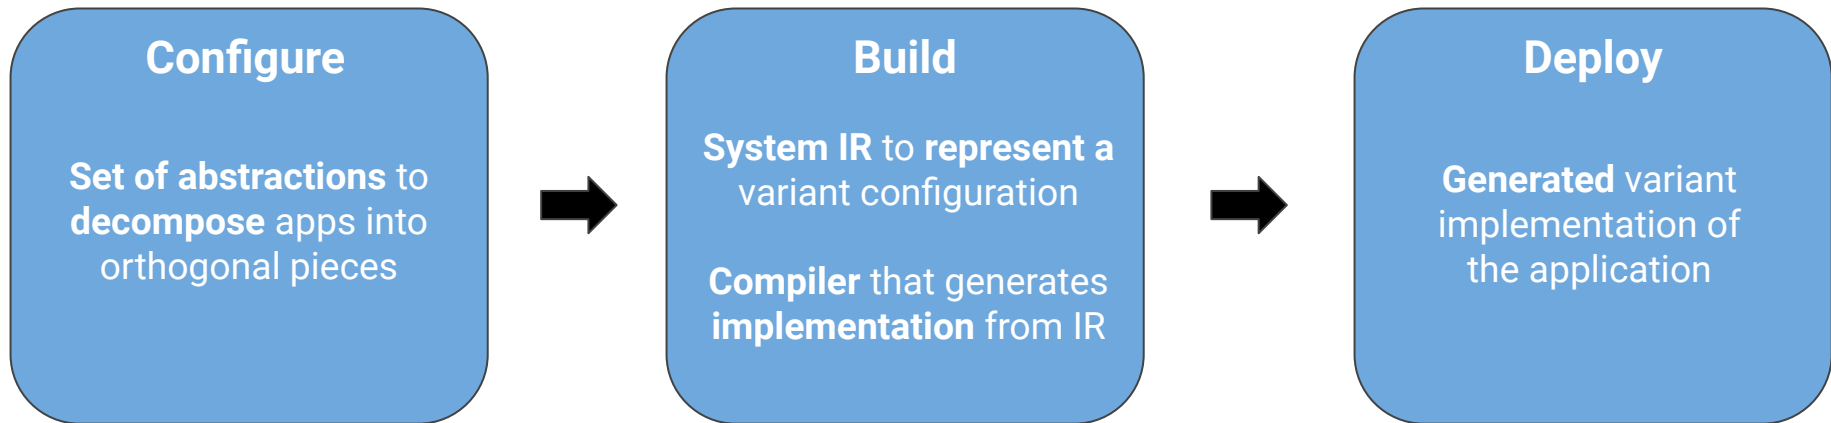 Configure
Set of abstractions to
decompose apps into
orthogonal pieces
Build
System IR to represent a
variant configuration
Compiler that generates
implementation from IR
Deploy
Generated variant
implementation of
the application